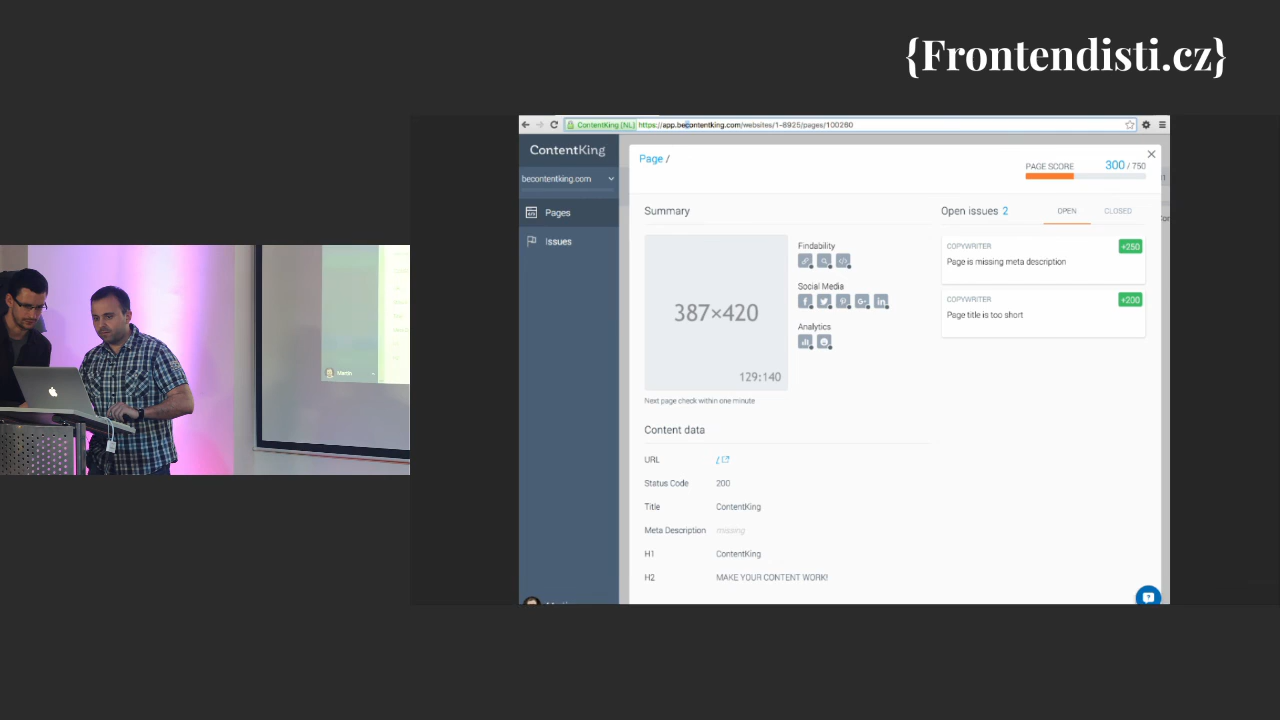 {Frontendisti.cz}
ContentKing [NL] https://app.becontentking.com/websites/1-8925/pages/100260
ContentKing
becontentking.com
Pages
Issues
Page /
PAGE SCORE 300 / 750
Summary
387×420
129:140
Next page check within one minute
Findability
Social Media
Analytics
Open issues 2 OPEN CLOSED
COPYWRITER +250
Page is missing meta description
COPYWRITER +200
Page title is too short
Content data
URL /
Status Code 200
Title ContentKing
Meta Description missing
H1 ContentKing
H2 MAKE YOUR CONTENT WORK!
Martin